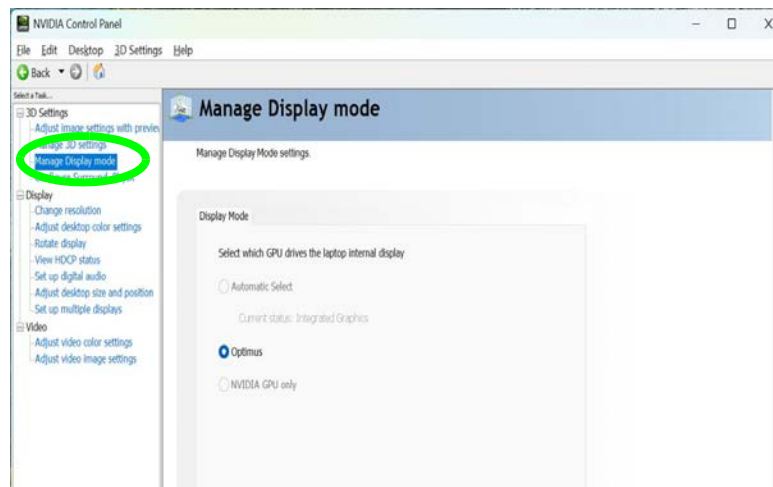 NVIDIA Control Panel
File Edit Desktop 3D Settings Help
Back
Select a Task...
3D Settings
Adjust image settings with preview
Manage 3D settings
Manage Display mode
Configure Surround, PhysX
Display
Change resolution
Adjust desktop color settings
Rotate display
View HDCP status
Set up digital audio
Adjust desktop size and position
Set up multiple displays
Video
Adjust video color settings
Adjust video image settings
Manage Display mode
Manage Display Mode settings.
Display Mode
Select which GPU drives the laptop internal display
Automatic Select
Current status: Integrated Graphics
Optimus
NVIDIA GPU only